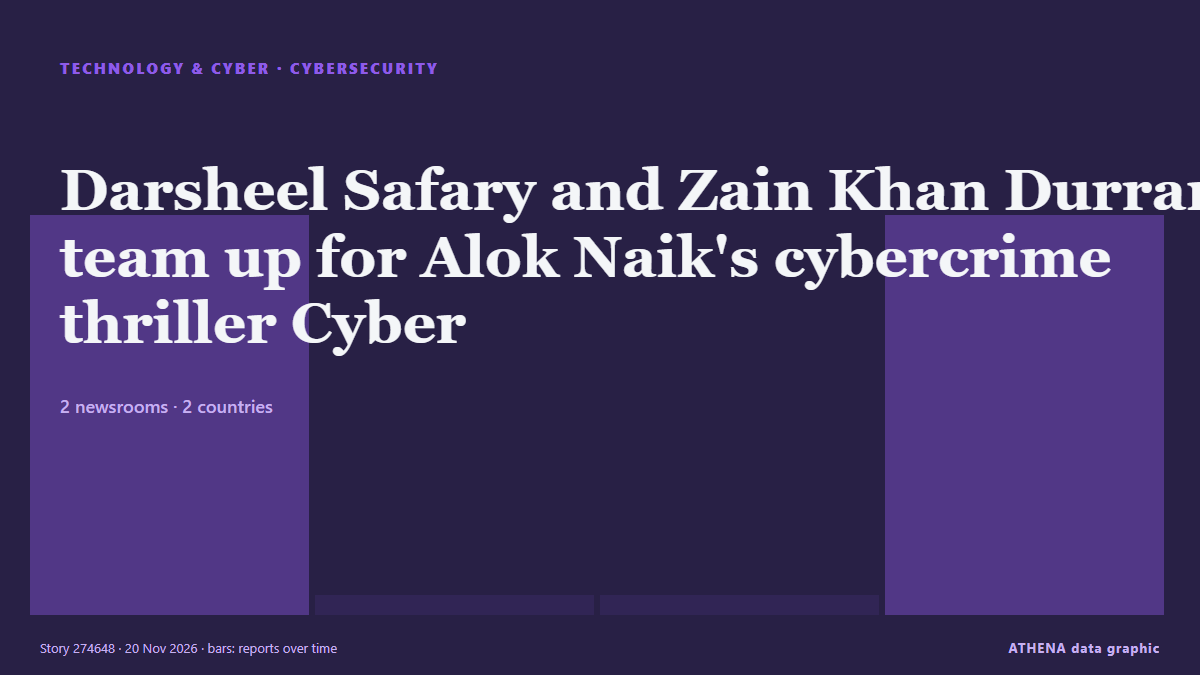 TECHNOLOGY & CYBER · CYBERSECURITY
Darsheel Safary and Zain Khan
team up for Alok Naik's cybercrime
thriller Cyber
2 newsrooms · 2 countries
Story 274648 · 20 Nov 2026 · bars: reports over time
ATHENA data graphic